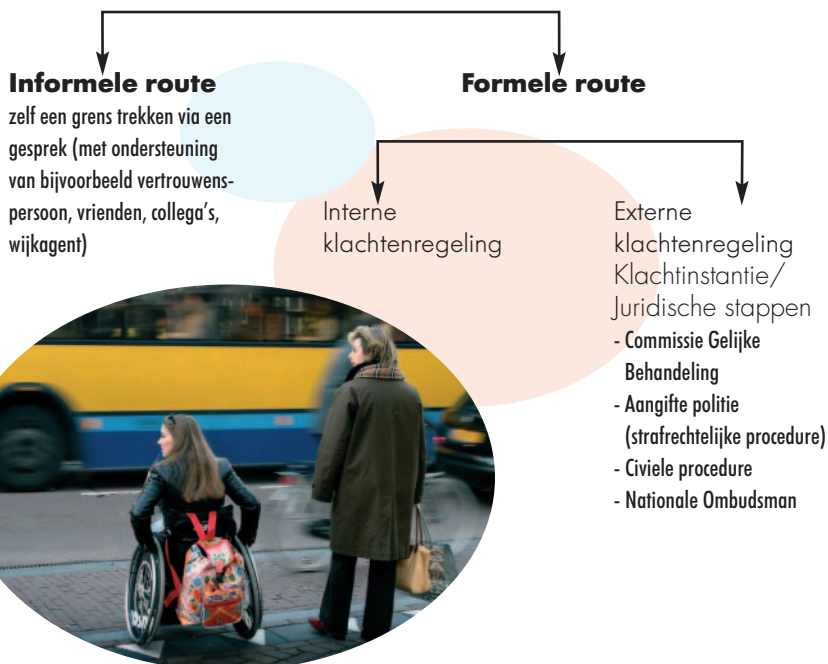 Informele route
zelf een grens trekken via een
gesprek (met ondersteuning
van bijvoorbeeld vertrouwens-
persoon, vrienden, collega's,
wijkagent)
Formele route
Interne
klachtenregeling
Externe
klachtenregeling
Klachtinstantie/
Juridische stappen
- Commissie Gelijke
Behandeling
- Aangifte politie
(strafrechtelijke procedure)
- Civiele procedure
- Nationale Ombudsman